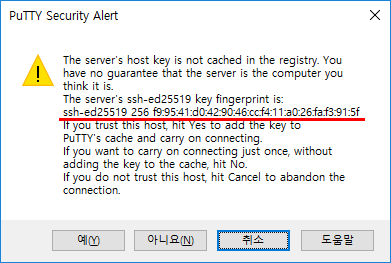 PuTTY Security Alert
The server's host key is not cached in the registry. You
have no guarantee that the server is the computer you
think it is.
The server's ssh-ed25519 key fingerprint is:
ssh-ed25519 256 f9:95:41:d0:42:90:46:cc:f4:11:a0:26:fa:f3:91:5f
If you trust this host, hit Yes to add the key to
PuTTY's cache and carry on connecting.
If you want to carry on connecting just once, without
adding the key to the cache, hit No.
If you do not trust this host, hit Cancel to abandon the
connection.
예(Y)
아니요(N)
취소
도움말